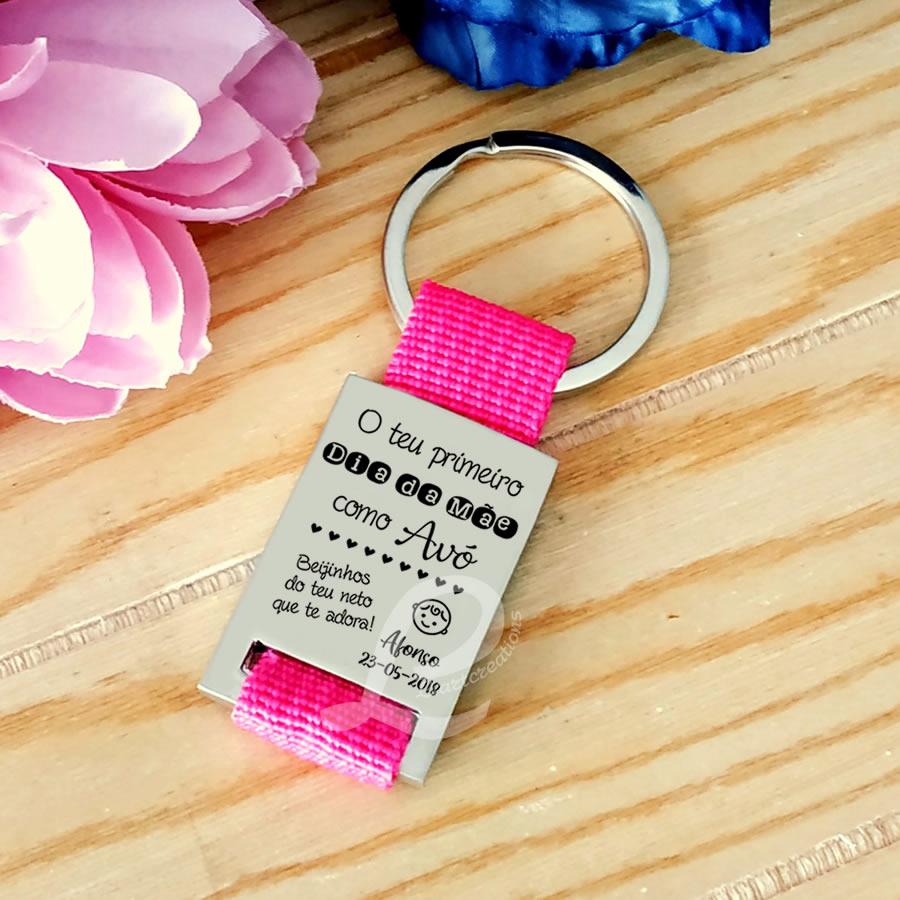 O teu primeiro
Dia da Mãe
como Avó
Beijinhos
do teu neto
que te adora!
Afonso
23-05-2018